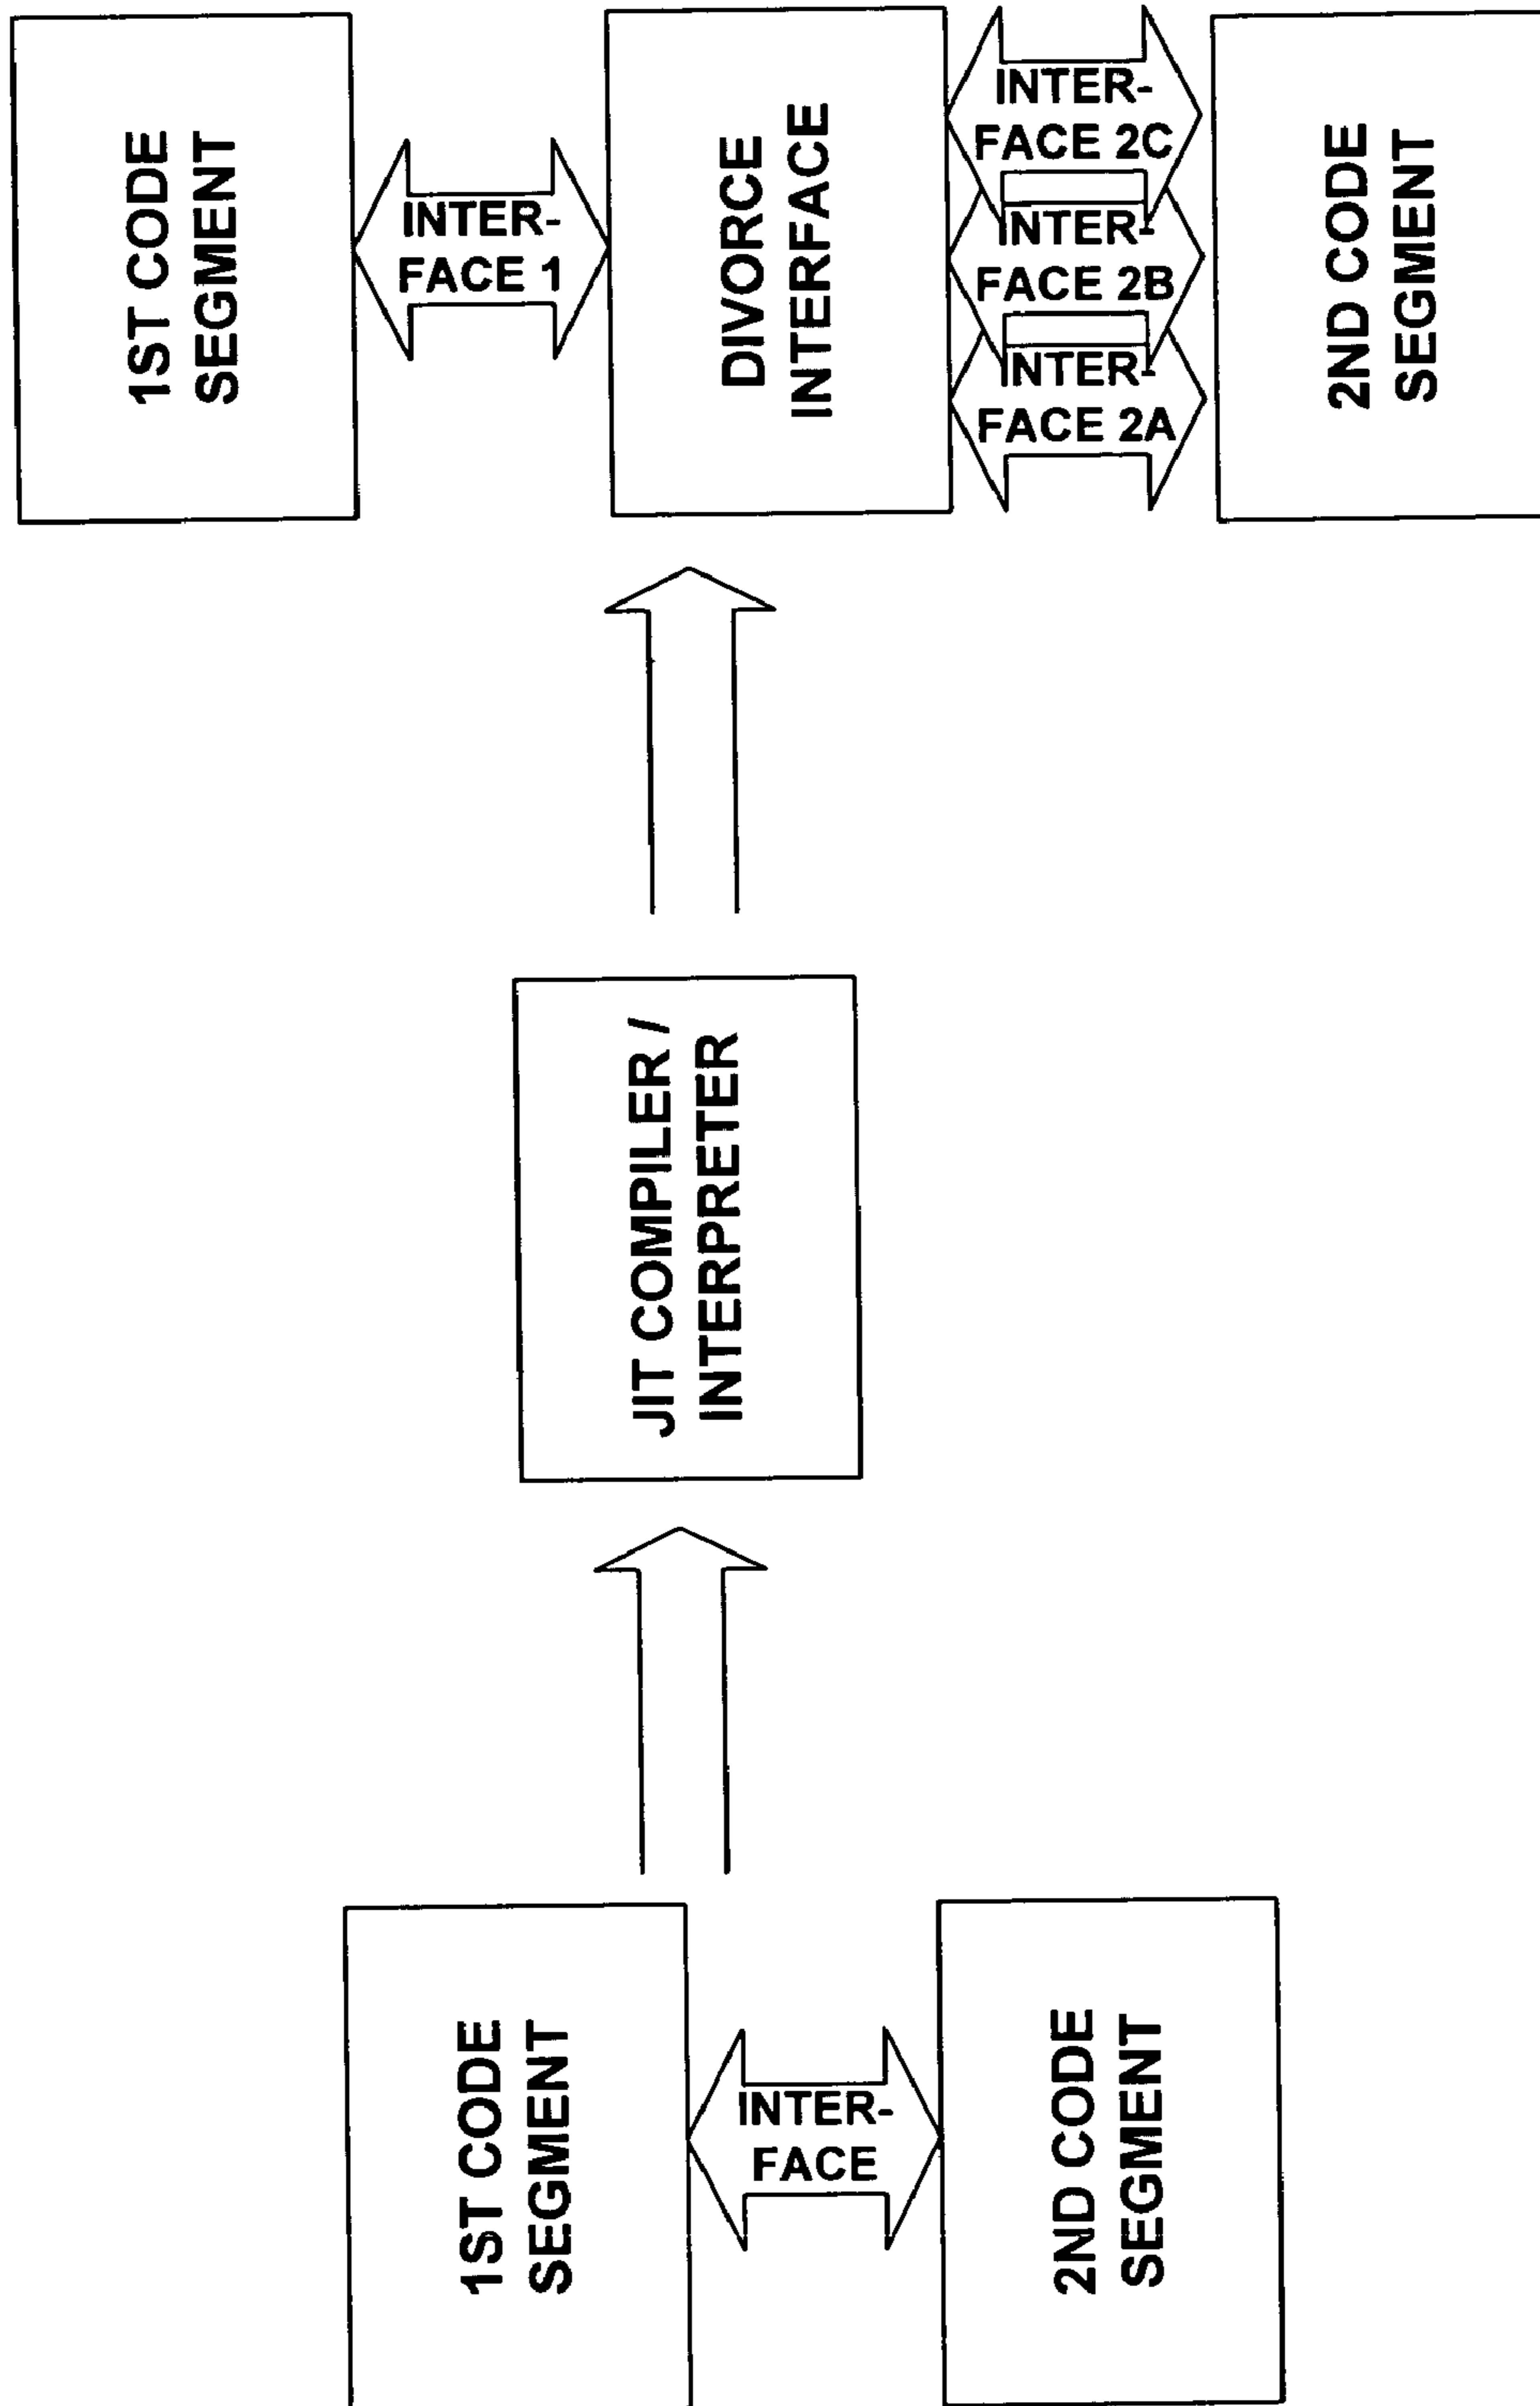 1ST CODE
SEGMENT
INTER-
FACE 1
DIVORCE
INTERFACE
INTER-
FACE 2C
INTER-
FACE 2B
INTER-
FACE 2A
2ND CODE
SEGMENT
JIT COMPILER /
INTERPRETER
1ST CODE
SEGMENT
INTER-
FACE
2ND CODE
SEGMENT